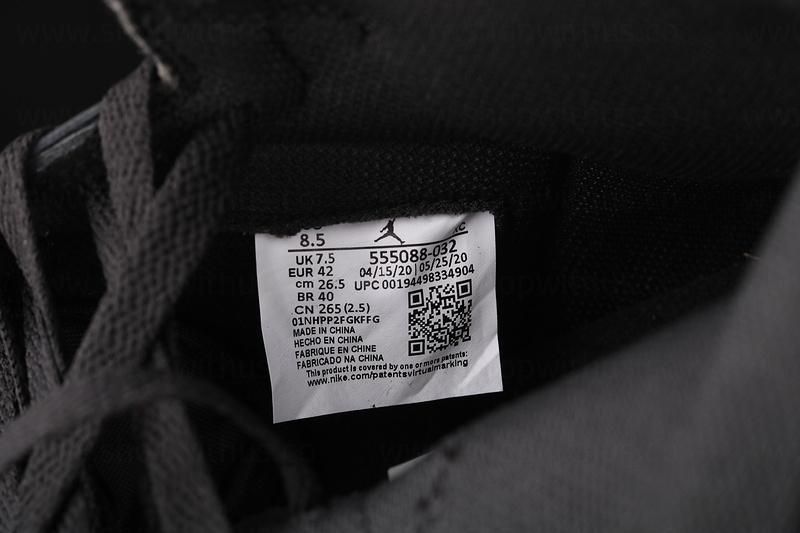 8.5
UK 7.5
EUR 42
cm 26.5
BR 40
CN 265 (2.5)
01NHPP2FGKFFG
555088-032
04/15/20 | 05/25/20
UPC 00194498334904
MADE IN CHINA
HECHO EN CHINA
FABRIQUE EN CHINE
FABRICADO NA CHINA
This product is covered by one or more patents:
www.nike.com/patentsvirtualmarking